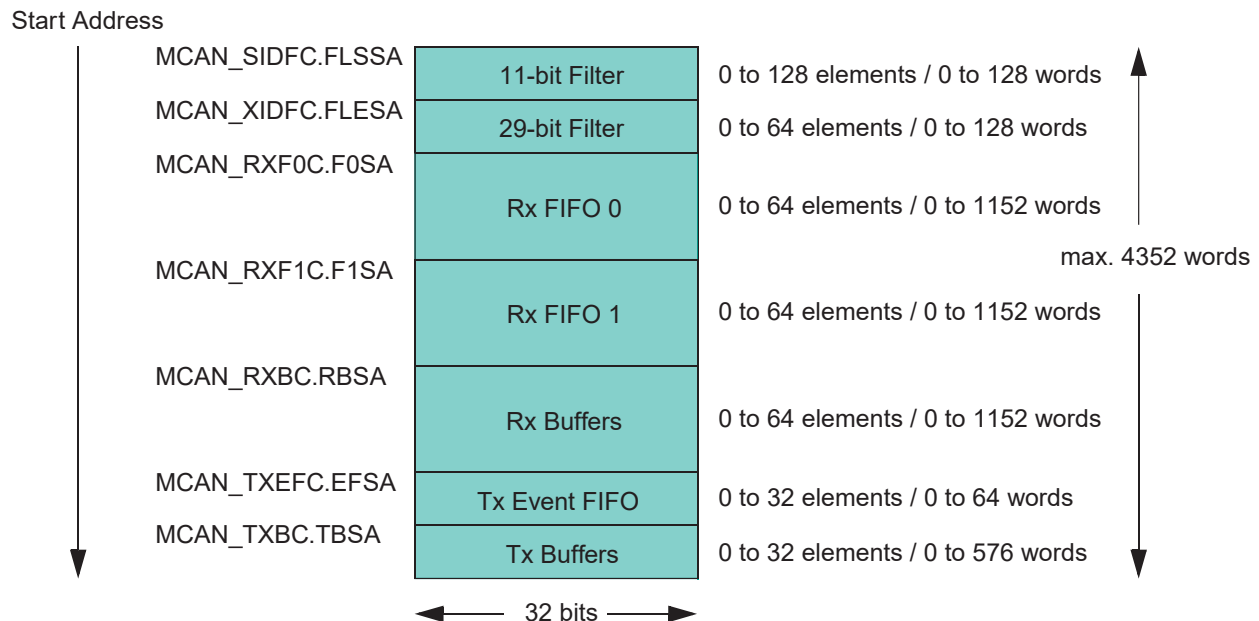 Start Address
MCAN_SIDFC.FLSSA
11-bit Filter
0 to 128 elements / 0 to 128 words
MCAN_XIDFC.FLESA
29-bit Filter
0 to 64 elements / 0 to 128 words
MCAN_RXF0C.F0SA
Rx FIFO 0
0 to 64 elements / 0 to 1152 words
max. 4352 words
MCAN_RXF1C.F1SA
Rx FIFO 1
0 to 64 elements / 0 to 1152 words
MCAN_RXBC.RBSA
Rx Buffers
0 to 64 elements / 0 to 1152 words
MCAN_TXEFC.EFSA
Tx Event FIFO
0 to 32 elements / 0 to 64 words
MCAN_TXBC.TBSA
Tx Buffers
0 to 32 elements / 0 to 576 words
32 bits